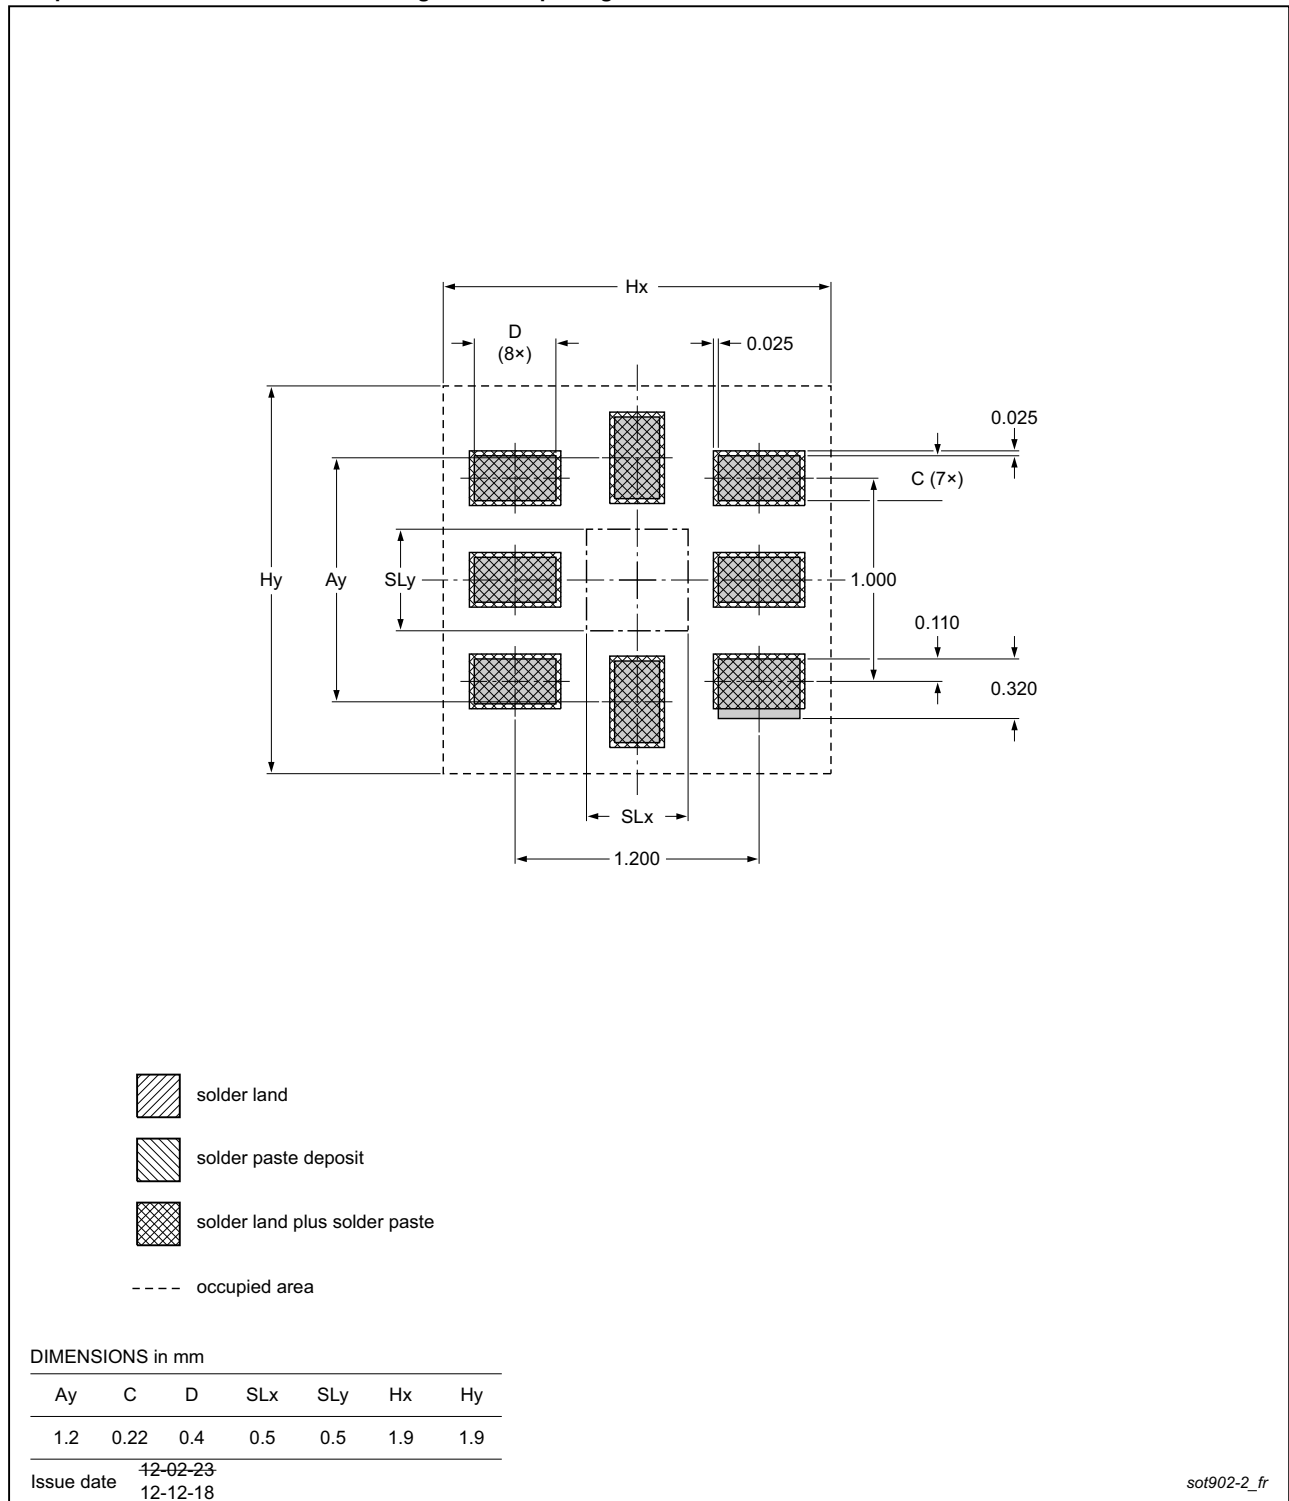 Hx
D
(8×)
0.025
0.025
C (7×)
Hy
Ay
SLy
1.000
0.110
0.320
SLx
1.200
solder land
solder paste deposit
solder land plus solder paste
occupied area
DIMENSIONS in mm
Ay C D SLx SLy Hx Hy
1.2 0.22 0.4 0.5 0.5 1.9 1.9
Issue date 12-02-23
12-12-18
sot902-2_fr